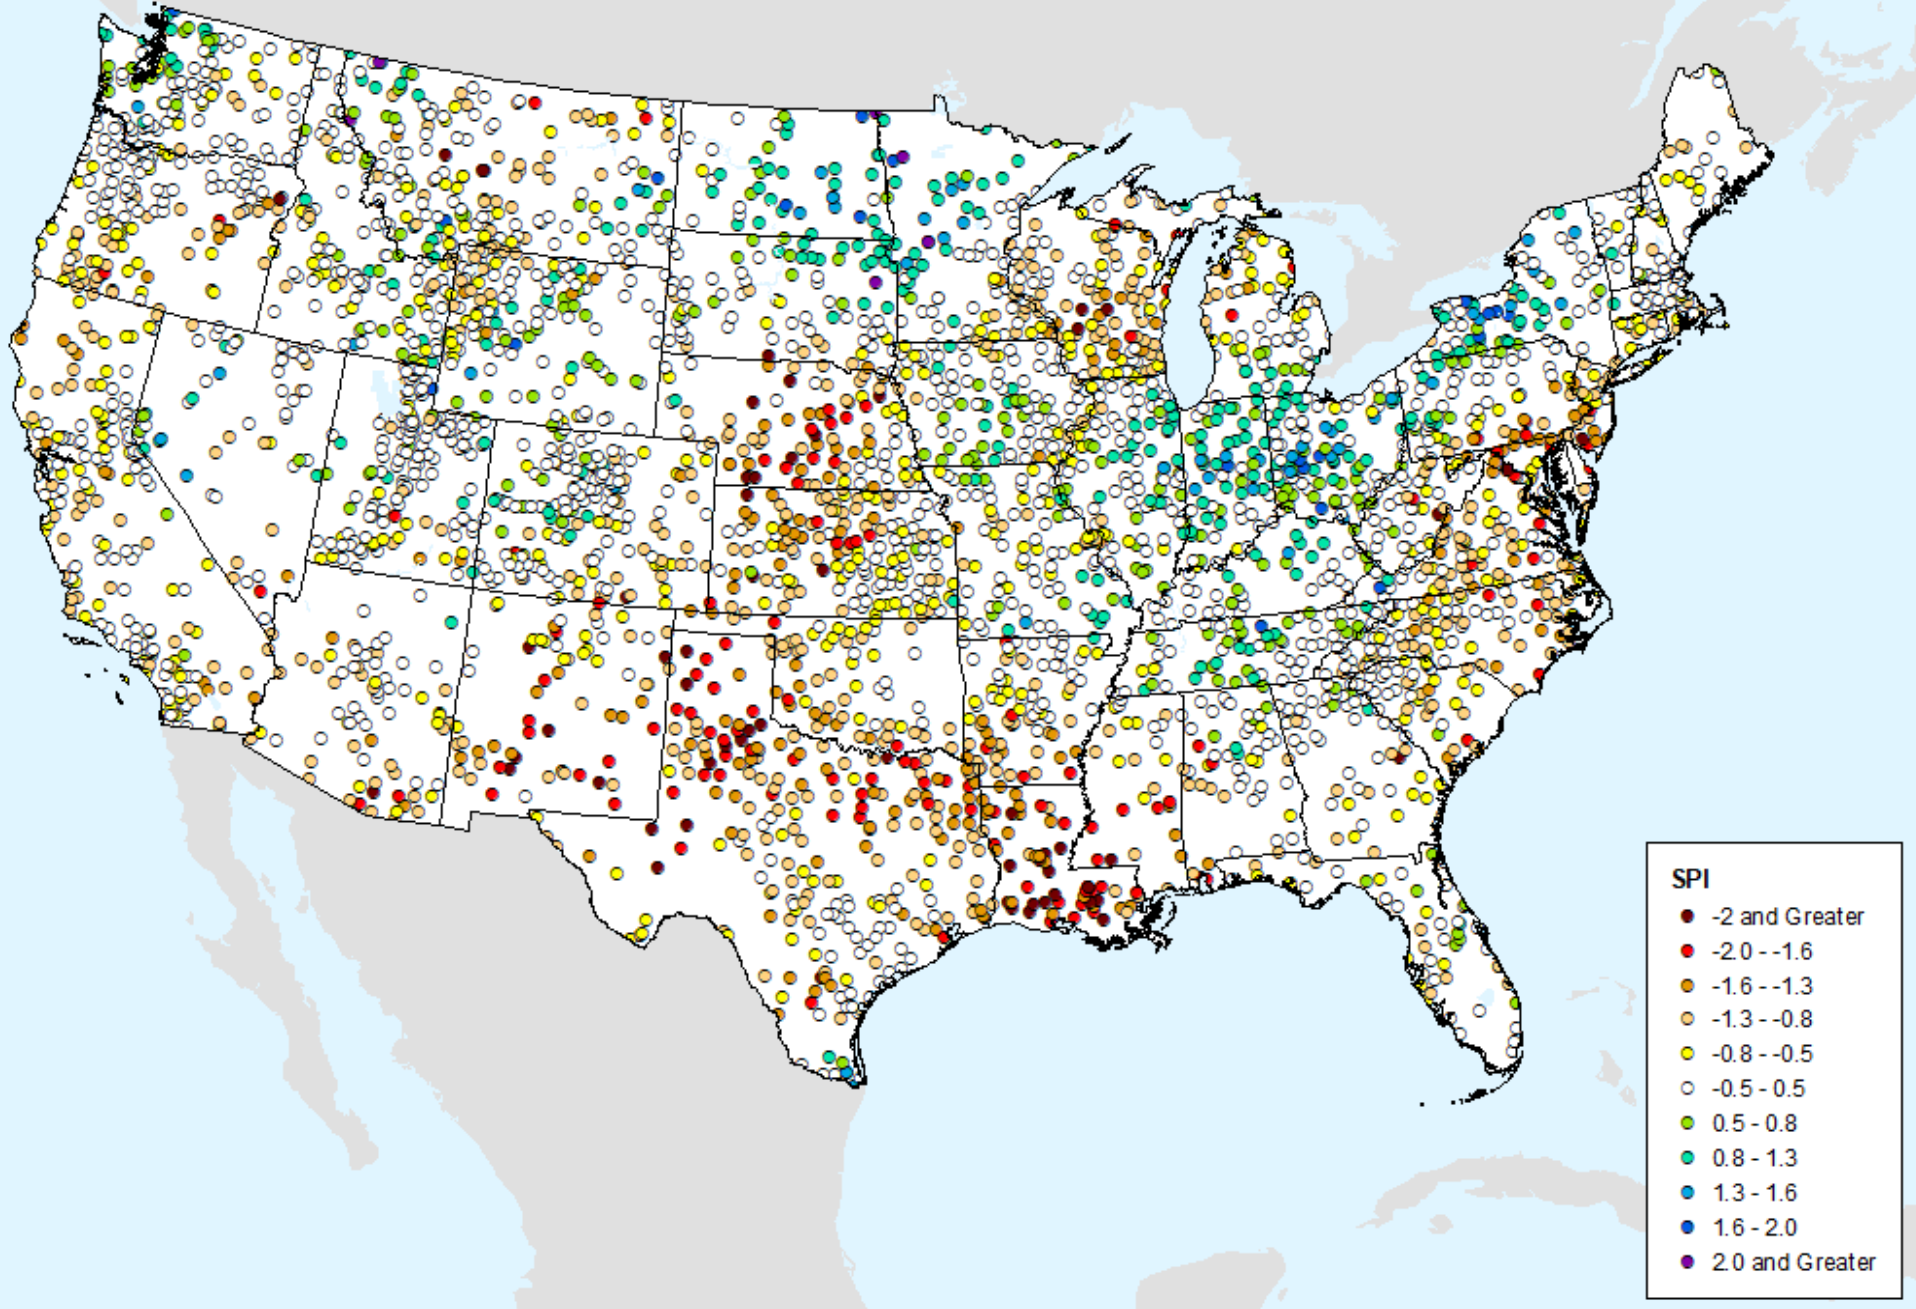 SPI
-2 and Greater
-2.0 - -1.6
-1.6 - -1.3
-1.3 - -0.8
-0.8 - -0.5
-0.5 - 0.5
0.5 - 0.8
0.8 - 1.3
1.3 - 1.6
1.6 - 2.0
2.0 and Greater